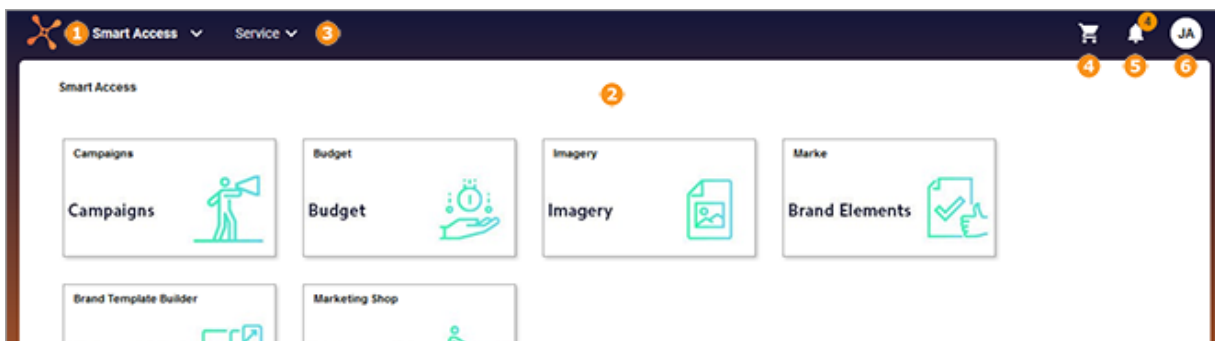 1 Smart Access Service 3 4 JA
4 5 6
Smart Access
2
Campaigns Budget Imagery Marke
Campaigns Budget Imagery Brand Elements
Brand Template Builder Marketing Shop